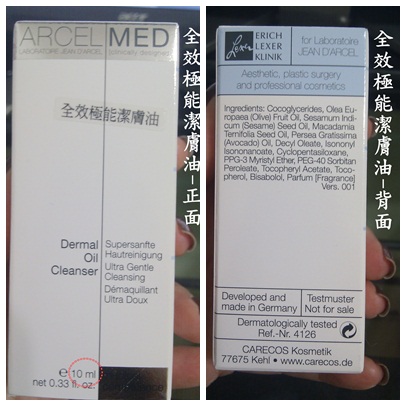 ARCELMED
LABORATOIRE JEAN D'ARCEL
clinically designed
全效極能潔膚油
Dermal
Oil
Cleanser
Supersanfte
Hautreinigung
Ultra Gentle
Cleansing
Démaquillant
Ultra Doux
e 10 ml
net 0.33 fl. oz.
全效極能潔膚油-正面
Lexer
ERICH
LEXER
KLINIK
for Laboratoire
JEAN D'ARCEL
Aesthetic, plastic surgery
and professional cosmetics
Ingredients: Cocoglycerides, Olea Euro-
paea (Olive) Fruit Oil, Sesamum Indi-
cum (Sesame) Seed Oil, Macadamia
Ternifolia Seed Oil, Persea Gratissima
(Avocado) Oil, Decyl Oleate, Isononyl
Isononanoate, Cyclopentasiloxane,
PPG-3 Myristyl Ether, PEG-40 Sorbitan
Peroleate, Tocopheryl Acetate, Toco-
pherol, Bisabolol, Parfum [Fragrance]
Vers. 001
Developed and
made in Germany
Testmuster
Not for sale
Dermatologically tested
Ref.-Nr. 4126
CARECOS Kosmetik
77675 Kehl • www.carecos.de
全效極能潔膚油-背面